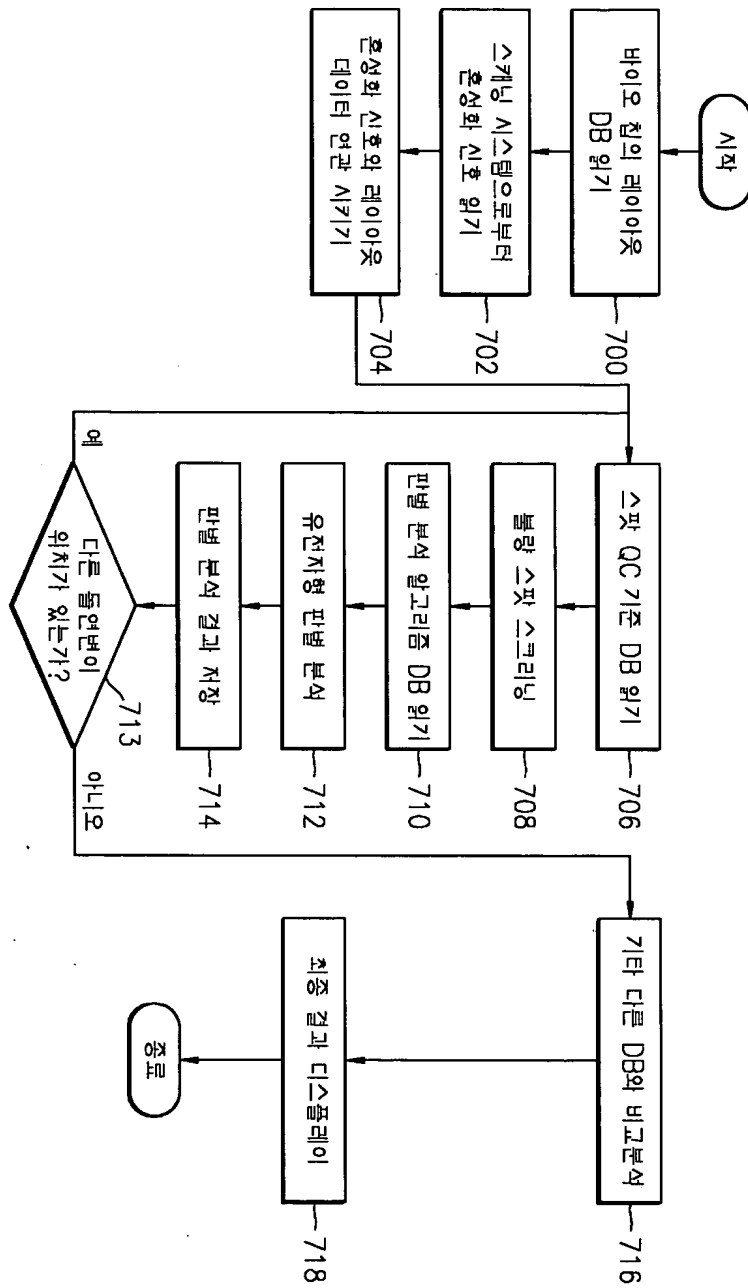 시작
바이오 칩의 레이아웃
DB 읽기
700
스캐닝 시스템으로부터
혼성화 신호 읽기
702
혼성화 신호와 레이아웃
데이터 연관 시키기
704
스팟 QC 기준 DB 읽기
706
불량 스팟 스크리닝
708
판별 분석 알고리즘 DB 읽기
710
유전자형 판별 분석
712
판별 분석 결과 저장
714
다른 돌연변이
위치가 있는가?
713
예
아니오
기타 다른 DB와 비교분석
716
최종 결과 디스플레이
718
종료